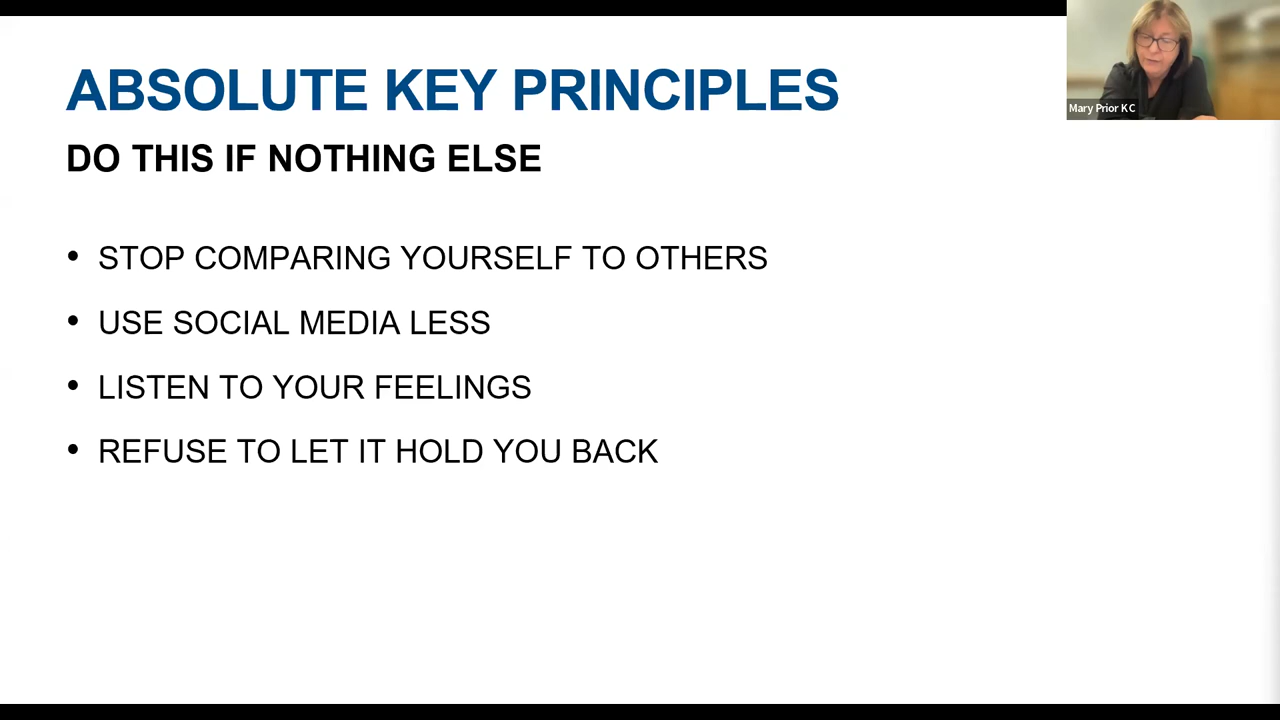 ABSOLUTE KEY PRINCIPLES
DO THIS IF NOTHING ELSE
• STOP COMPARING YOURSELF TO OTHERS
• USE SOCIAL MEDIA LESS
• LISTEN TO YOUR FEELINGS
• REFUSE TO LET IT HOLD YOU BACK
Mary Prior KC